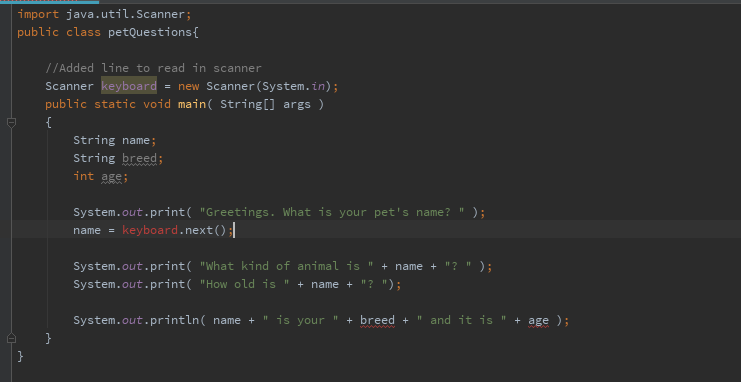 import java.util.Scanner;
public class petQuestions{
//Added line to read in scanner
Scanner keyboard = new Scanner(System.in);
public static void main( String[] args )
{
String name;
String breed;
int age;
System.out.print( "Greetings. What is your pet's name? " );
name = keyboard.next();
System.out.print( "What kind of animal is " + name + "? " );
System.out.print( "How old is " + name + "? ");
System.out.println( name + " is your " + breed + " and it is " + age );
}
}